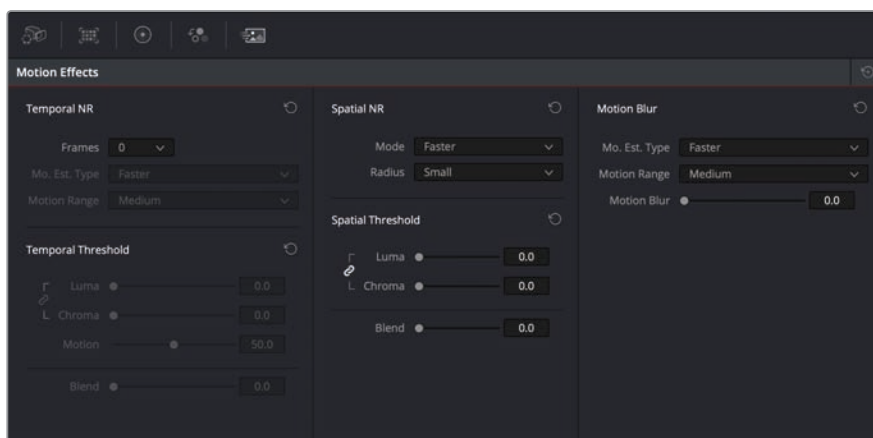 Motion Effects
Temporal NR
Frames 0
Mo. Est. Type Faster
Motion Range Medium
Temporal Threshold
Luma 0.0
Chroma 0.0
Motion 50.0
Blend 0.0
Spatial NR
Mode Faster
Radius Small
Spatial Threshold
Luma 0.0
Chroma 0.0
Blend 0.0
Motion Blur
Mo. Est. Type Faster
Motion Range Medium
Motion Blur 0.0